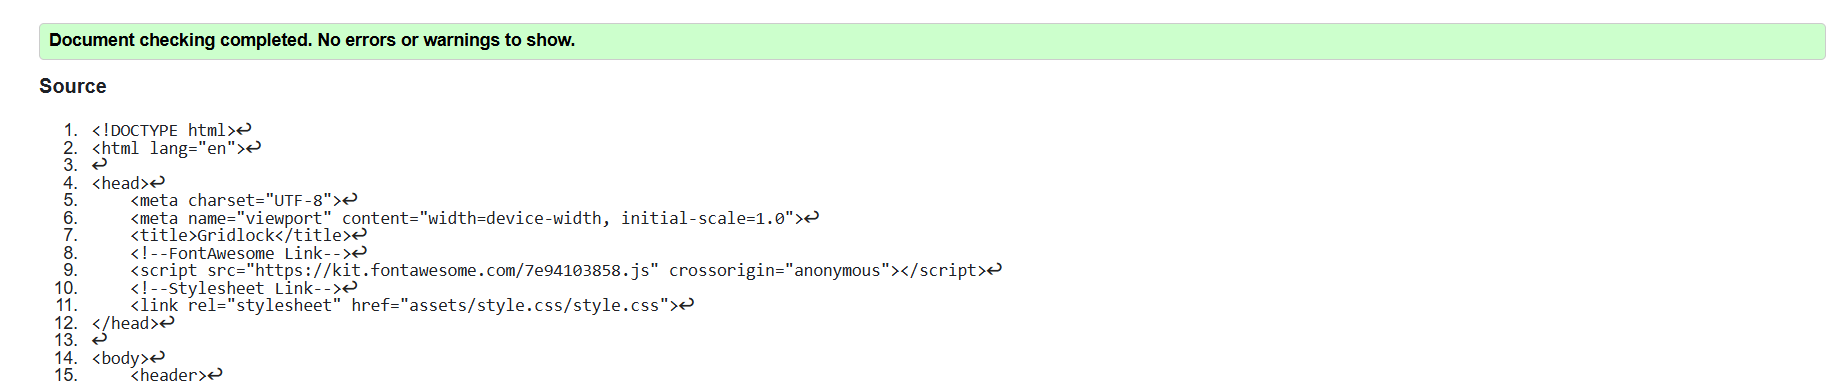 Document checking completed. No errors or warnings to show.
Source
1. <!DOCTYPE html>↩
2. <html lang="en">↩
3. ↩
4. <head>↩
5.     <meta charset="UTF-8">↩
6.     <meta name="viewport" content="width=device-width, initial-scale=1.0">↩
7.     <title>Gridlock</title>↩
8.     <!--FontAwesome Link-->↩
9.     <script src="https://kit.fontawesome.com/7e94103858.js" crossorigin="anonymous"></script>↩
10.     <!--Stylesheet Link-->↩
11.     <link rel="stylesheet" href="assets/style.css/style.css">↩
12. </head>↩
13. ↩
14. <body>↩
15.     <header>↩